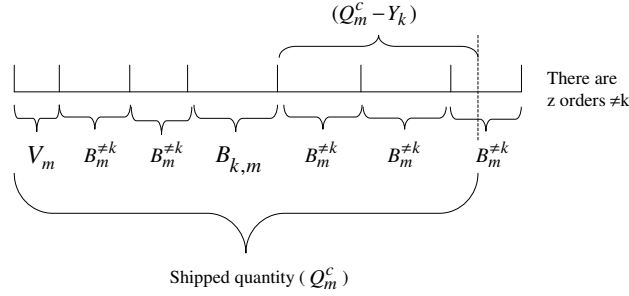 (Q_m^c − Y_k)
There are
z orders ≠k
V_m B_m^{≠k} B_m^{≠k} B_{k,m} B_m^{≠k} B_m^{≠k} B_m^{≠k}
Shipped quantity ( Q_m^c )